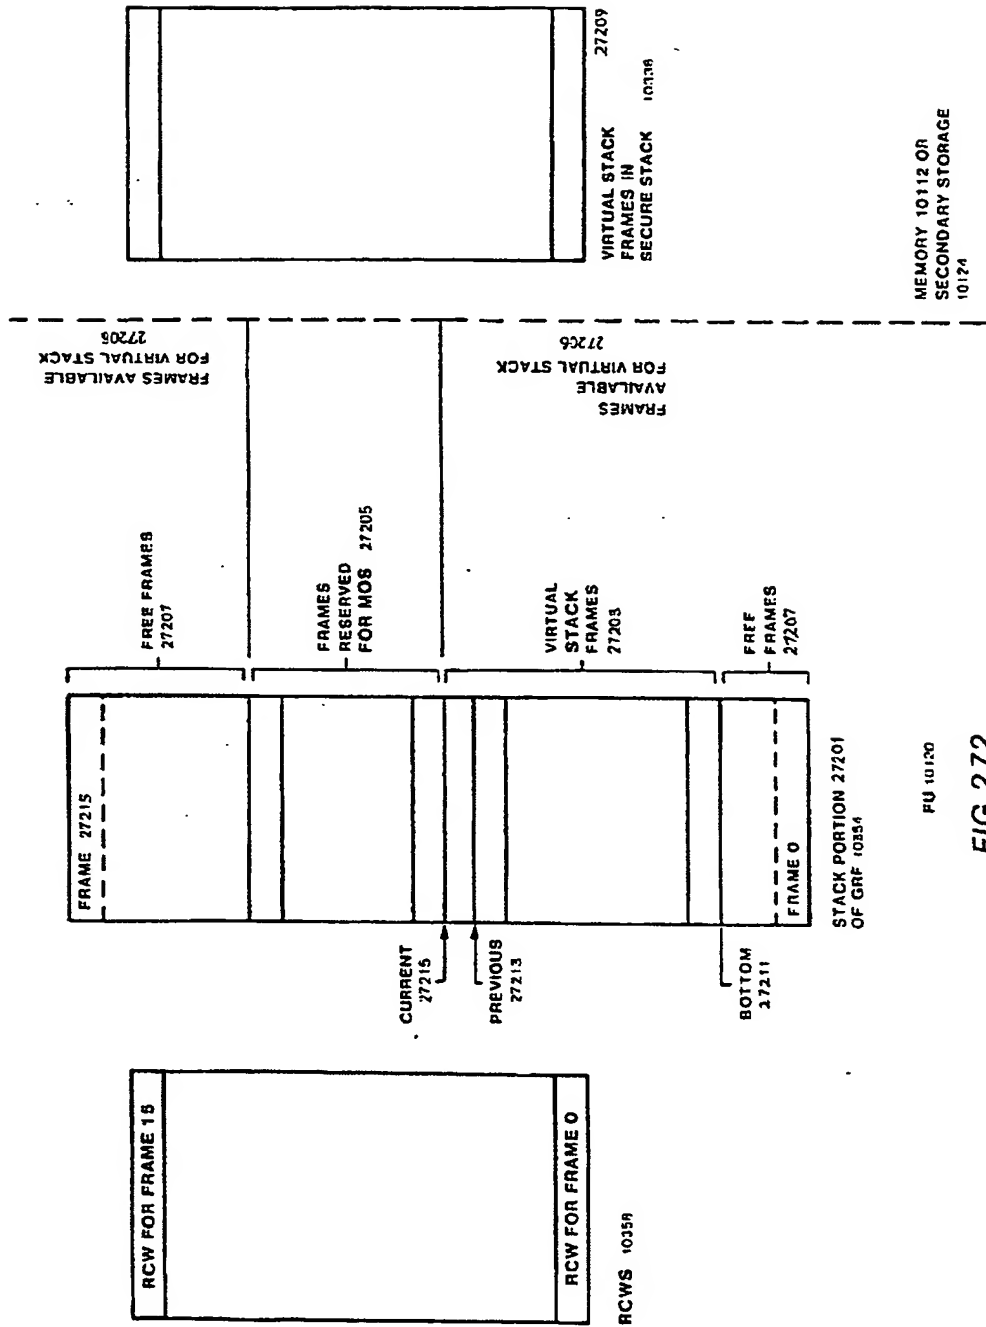 RCW FOR FRAME 15
RCW FOR FRAME 0
RCWS 10358
FRAME 27215
FRAME 0
STACK PORTION 27201
OF GRF 10354
CURRENT
27215
PREVIOUS
27213
BOTTOM
27211
FREE FRAMES
27207
FRAMES
RESERVED
FOR MOS 27205
VIRTUAL
STACK
FRAMES
27203
FREE
FRAMES
27207
FRAMES AVAILABLE
FOR VIRTUAL STACK
27206
FRAMES
AVAILABLE
FOR VIRTUAL STACK
27206
VIRTUAL STACK 27209
FRAMES IN
SECURE STACK 10336
FU 10120
MEMORY 10112 OR
SECONDARY STORAGE
10124
FIG 272